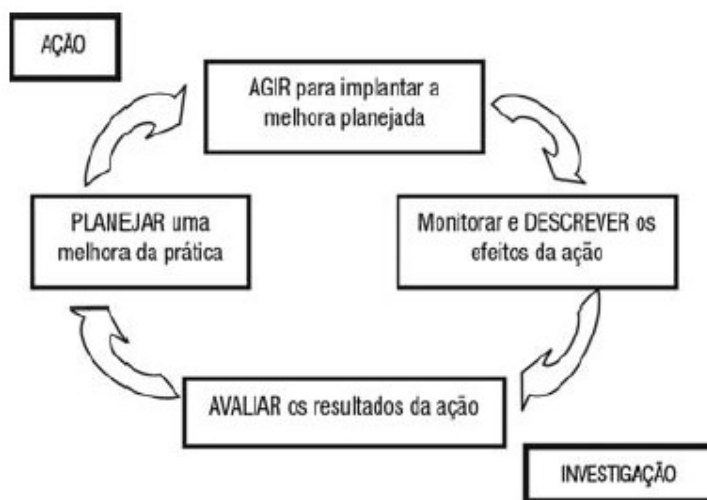 AÇÃO
AGIR para implantar a
melhora planejada
PLANEJAR uma
melhora da prática
Monitorar e DESCREVER os
efeitos da ação
AVALIAR os resultados da ação
INVESTIGAÇÃO